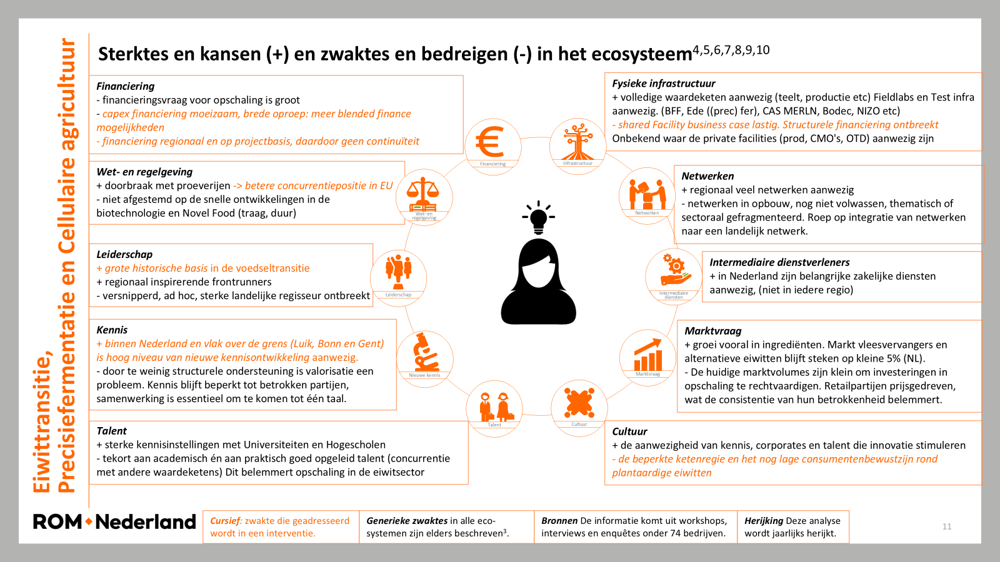 Eiwittransitie,
Precisiefermentatie en Cellulaire agricultuur
Sterktes en kansen (+) en zwaktes en bedreigen (-) in het ecosysteem4,5,6,7,8,9,10
Financiering
- financieringsvraag voor opschaling is groot
- capex financiering moeizaam, brede oproep: meer blended finance
mogelijkheden
- financiering regionaal en op projectbasis, daardoor geen continuïteit
Wet- en regelgeving
+ doorbraak met proeverijen -> betere concurrentiepositie in EU
- niet afgestemd op de snelle ontwikkelingen in de
biotechnologie en Novel Food (traag, duur)
Leiderschap
+ grote historische basis in de voedseltransitie
+ regionaal inspirerende frontrunners
- versnipperd, ad hoc, sterke landelijke regisseur ontbreekt
Kennis
+ binnen Nederland en vlak over de grens (Luik, Bonn en Gent)
is hoog niveau van nieuwe kennisontwikkeling aanwezig.
- door te weinig structurele ondersteuning is valorisatie een
probleem. Kennis blijft beperkt tot betrokken partijen,
samenwerking is essentieel om te komen tot één taal.
Talent
+ sterke kennisinstellingen met Universiteiten en Hogescholen
- tekort aan academisch én aan praktisch goed opgeleid talent (concurrentie
met andere waardeketens) Dit belemmert opschaling in de eiwitsector
Financiering
Infrastructuur
Wet- en
regelgeving
Netwerken
Leiderschap
Intermediaire
diensten
Nieuwe kennis
Marktvraag
Talent
Cultuur
Fysieke infrastructuur
+ volledige waardeketen aanwezig (teelt, productie etc) Fieldlabs en Test infra
aanwezig. (BFF, Ede ((prec) fer), CAS MERLN, Bodec, NIZO etc)
- shared Facility business case lastig. Structurele financiering ontbreekt
Onbekend waar de private facilities (prod, CMO's, OTD) aanwezig zijn
Netwerken
+ regionaal veel netwerken aanwezig
- netwerken in opbouw, nog niet volwassen, thematisch of
sectoraal gefragmenteerd. Roep op integratie van netwerken
naar een landelijk netwerk.
Intermediaire dienstverleners
+ in Nederland zijn belangrijke zakelijke diensten
aanwezig, (niet in iedere regio)
Marktvraag
+ groei vooral in ingrediënten. Markt vleesvervangers en
alternatieve eiwitten blijft steken op kleine 5% (NL).
- De huidige marktvolumes zijn klein om investeringen in
opschaling te rechtvaardigen. Retailpartijen prijsgedreven,
wat de consistentie van hun betrokkenheid belemmert.
Cultuur
+ de aanwezigheid van kennis, corporates en talent die innovatie stimuleren
- de beperkte ketenregie en het nog lage consumentenbewustzijn rond
plantaardige eiwitten
ROM Nederland
Cursief: zwakte die geadresseerd
wordt in een interventie.
Generieke zwaktes in alle eco-
systemen zijn elders beschreven3.
Bronnen De informatie komt uit workshops,
interviews en enquêtes onder 74 bedrijven.
Herijking Deze analyse
wordt jaarlijks herijkt.
11